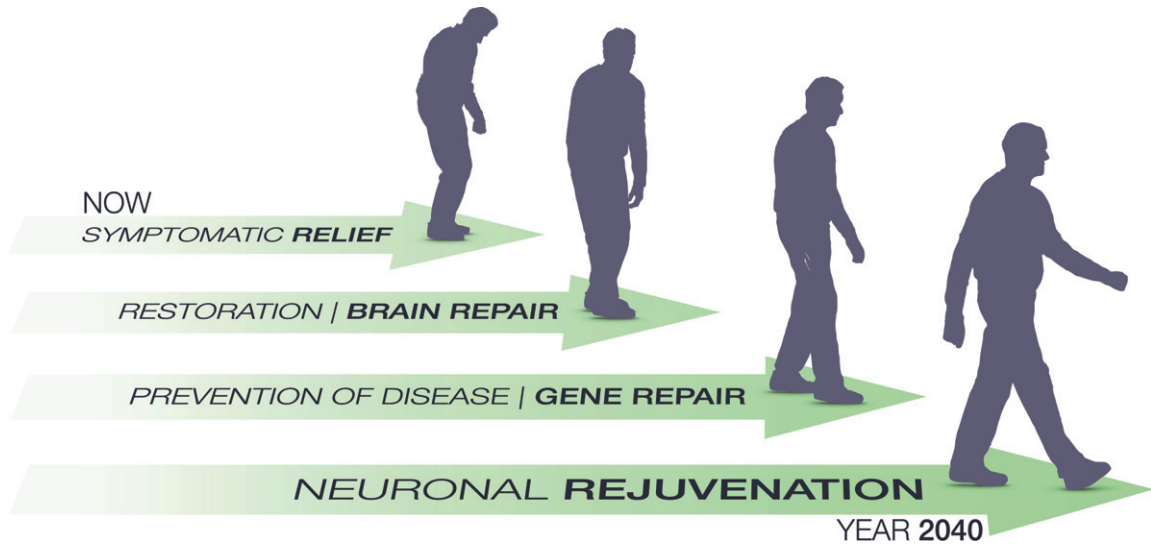 NOW
SYMPTOMATIC RELIEF
RESTORATION | BRAIN REPAIR
PREVENTION OF DISEASE | GENE REPAIR
NEURONAL REJUVENATION
YEAR 2040